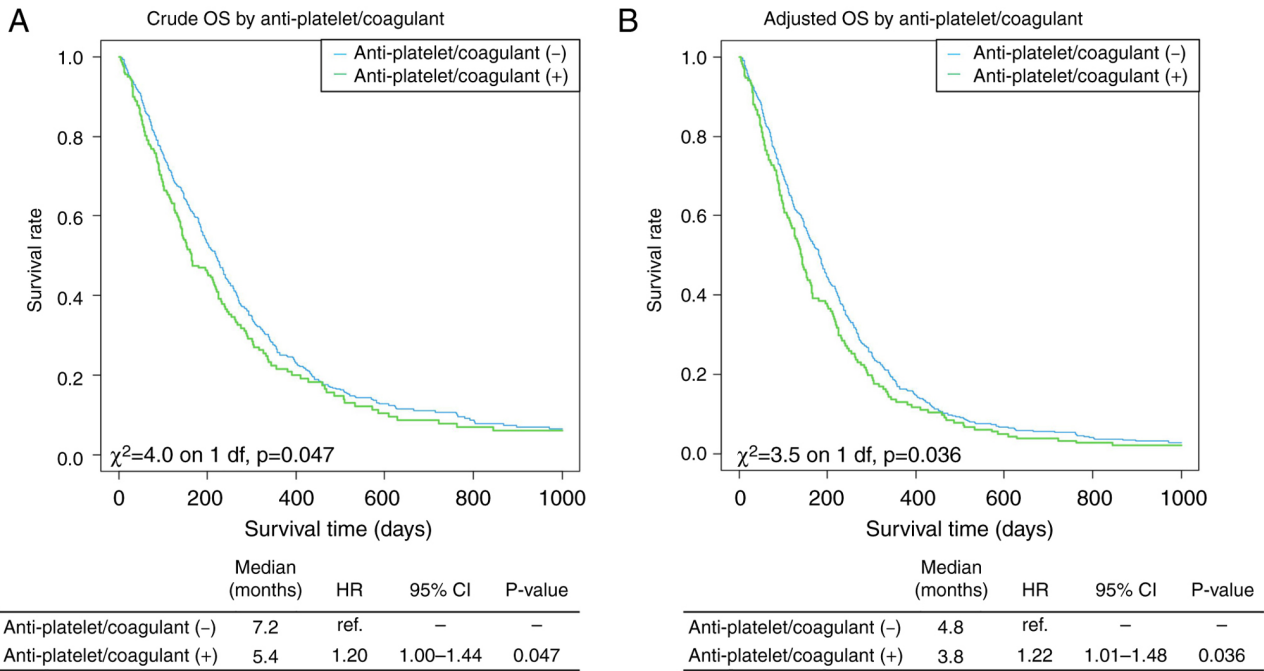 A
Crude OS by anti-platelet/coagulant
Anti-platelet/coagulant (−)
Anti-platelet/coagulant (+)
1.0
0.8
0.6
0.4
0.2
0.0
Survival rate
χ²=4.0 on 1 df, p=0.047
0 200 400 600 800 1000
Survival time (days)
Median
(months) HR 95% CI P-value
Anti-platelet/coagulant (−) 7.2 ref. – –
Anti-platelet/coagulant (+) 5.4 1.20 1.00–1.44 0.047
B
Adjusted OS by anti-platelet/coagulant
Anti-platelet/coagulant (−)
Anti-platelet/coagulant (+)
1.0
0.8
0.6
0.4
0.2
0.0
Survival rate
χ²=3.5 on 1 df, p=0.036
0 200 400 600 800 1000
Survival time (days)
Median
(months) HR 95% CI P-value
Anti-platelet/coagulant (−) 4.8 ref. – –
Anti-platelet/coagulant (+) 3.8 1.22 1.01–1.48 0.036